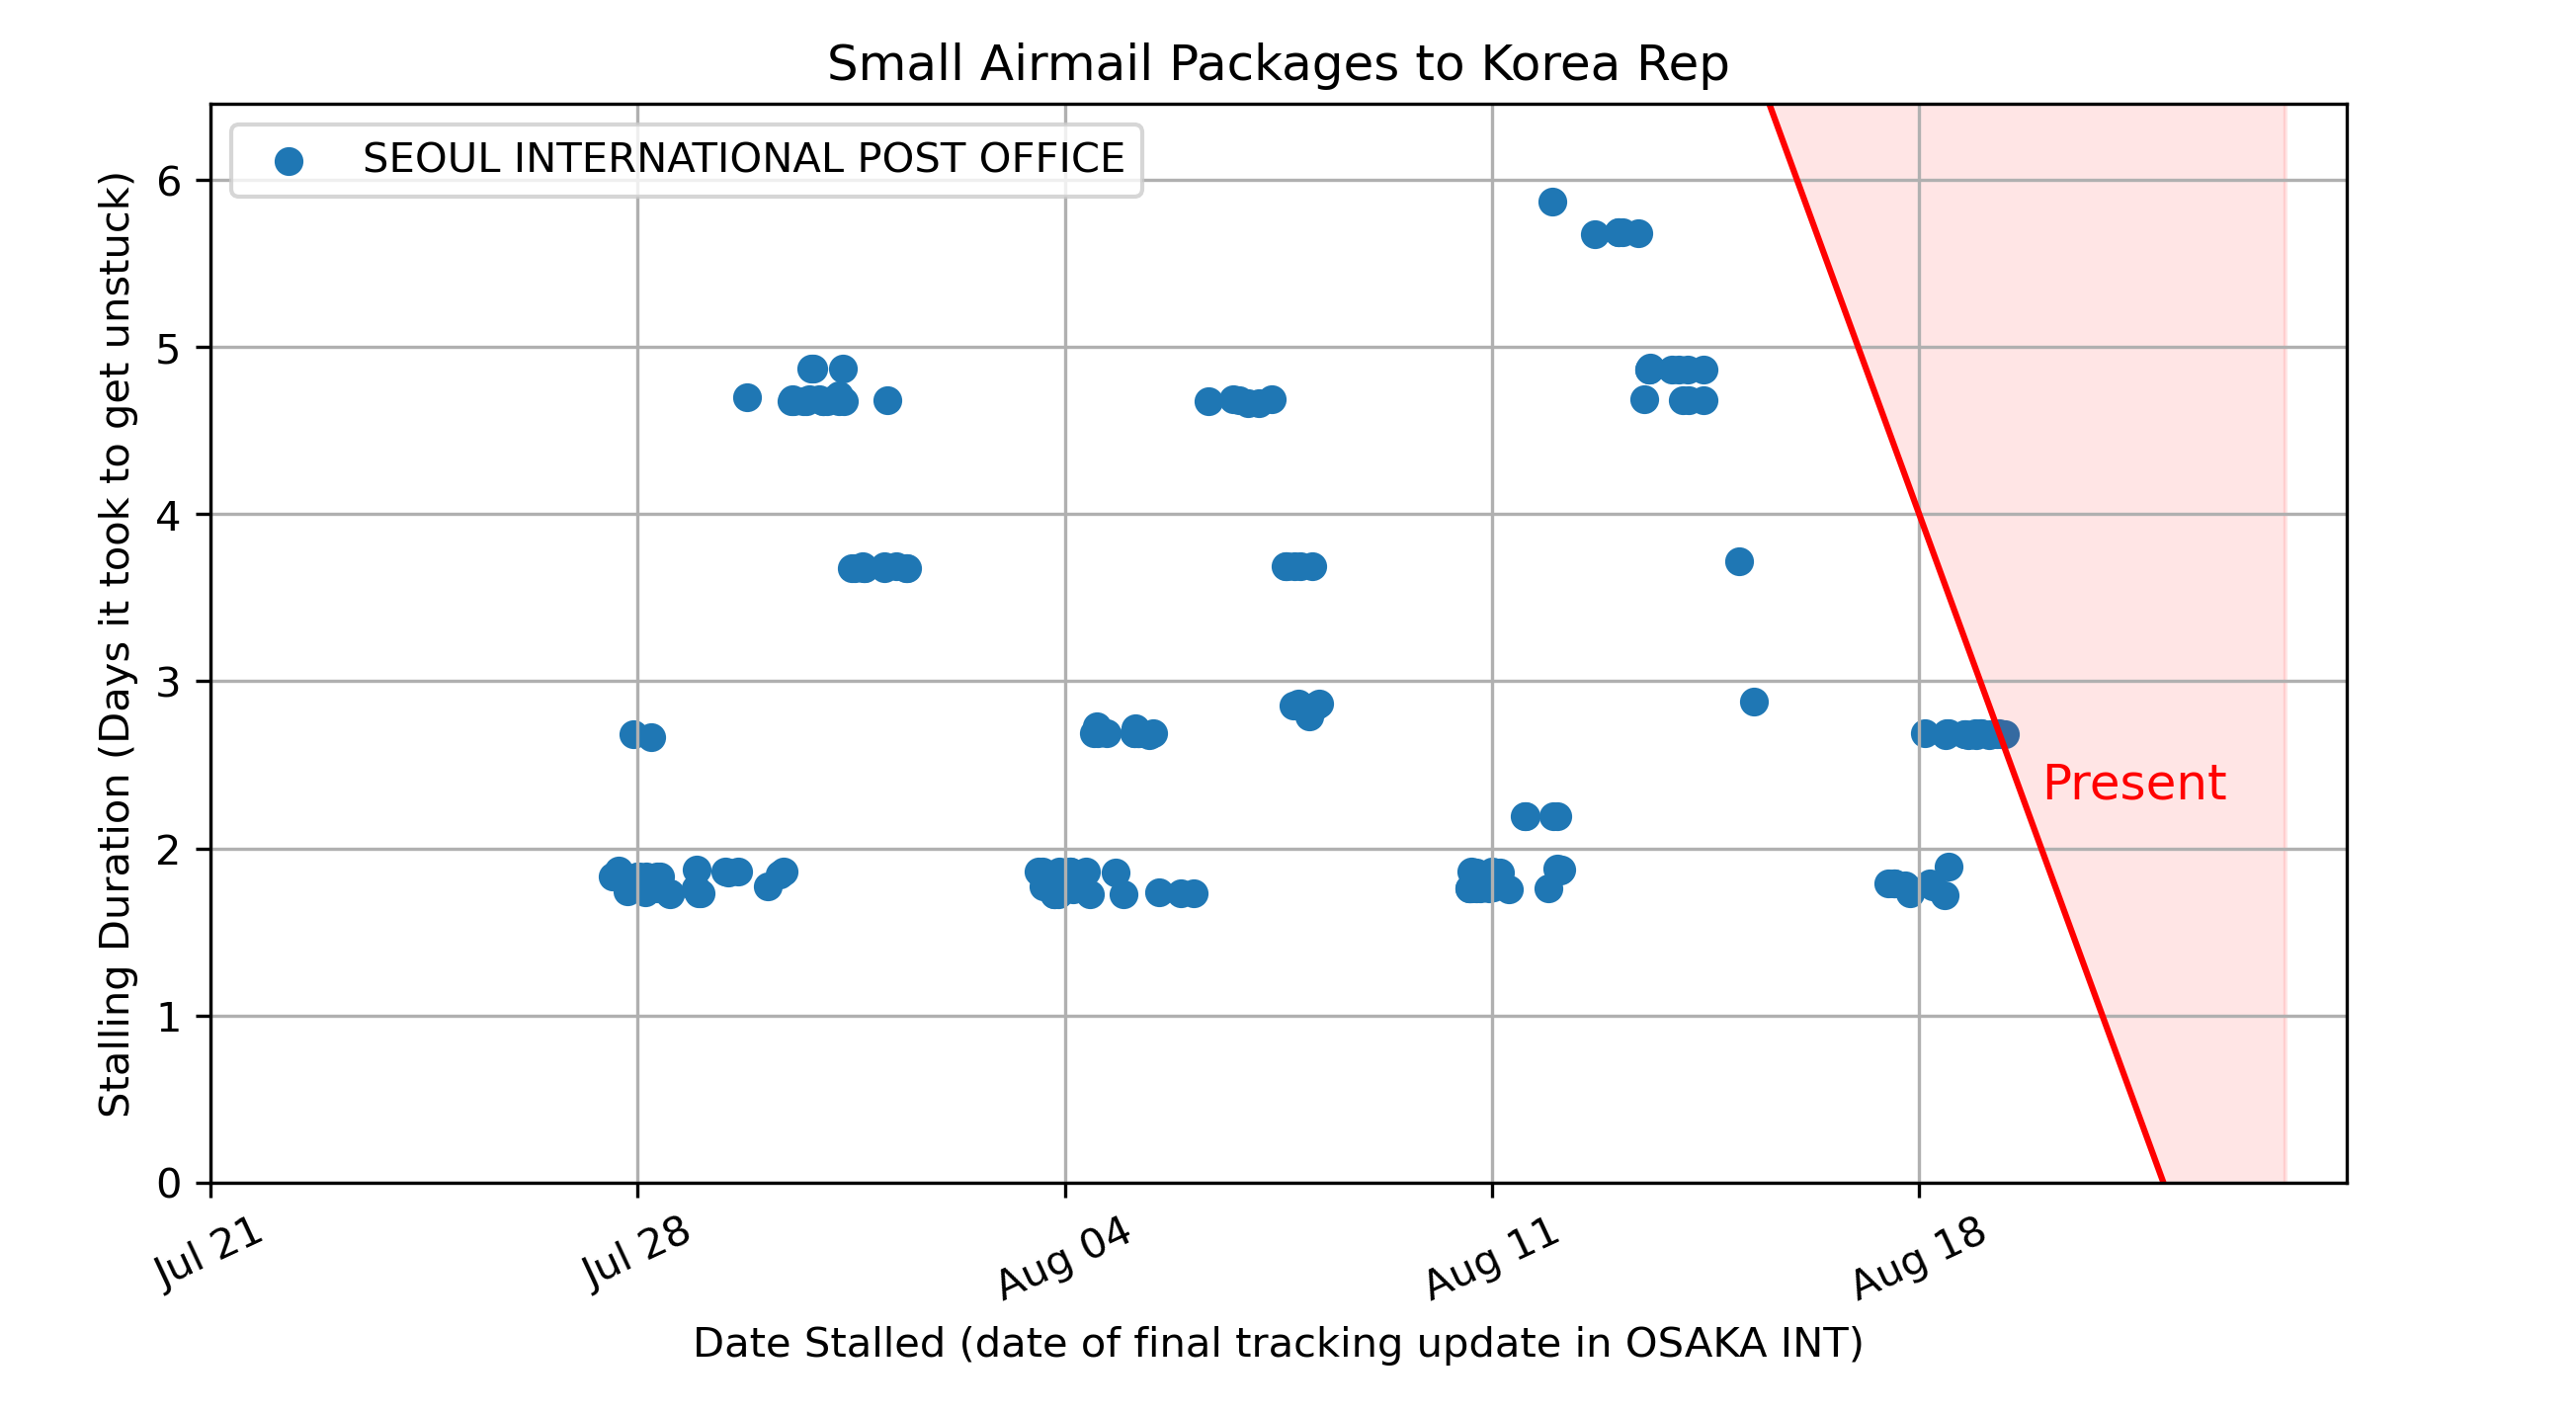 Small Airmail Packages to Korea Rep
SEOUL INTERNATIONAL POST OFFICE
Stalling Duration (Days it took to get unstuck)
6
5
4
3
2
1
0
Present
Jul 21
Jul 28
Aug 04
Aug 11
Aug 18
Date Stalled (date of final tracking update in OSAKA INT)